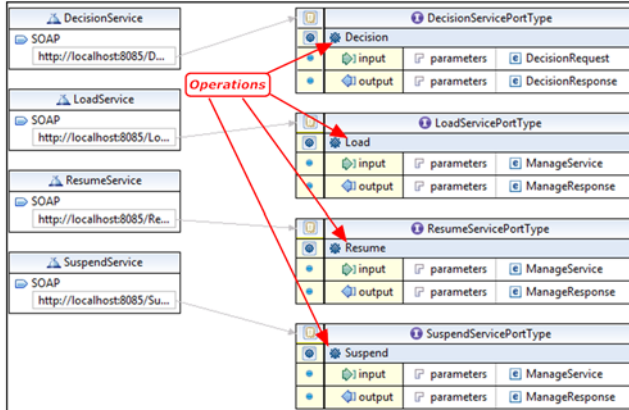 DecisionService
SOAP
http://localhost:8085/D...
LoadService
SOAP
http://localhost:8085/Lo...
ResumeService
SOAP
http://localhost:8085/Re...
SuspendService
SOAP
http://localhost:8085/Su...
Operations
DecisionServicePortType
Decision
input parameters DecisionRequest
output parameters DecisionResponse
LoadServicePortType
Load
input parameters ManageService
output parameters ManageResponse
ResumeServicePortType
Resume
input parameters ManageService
output parameters ManageResponse
SuspendServicePortType
Suspend
input parameters ManageService
output parameters ManageResponse